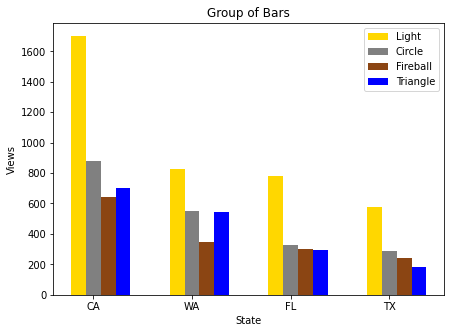 Group of Bars
Light
Circle
Fireball
Triangle
Views
1600
1400
1200
1000
800
600
400
200
0
CA WA FL TX
State